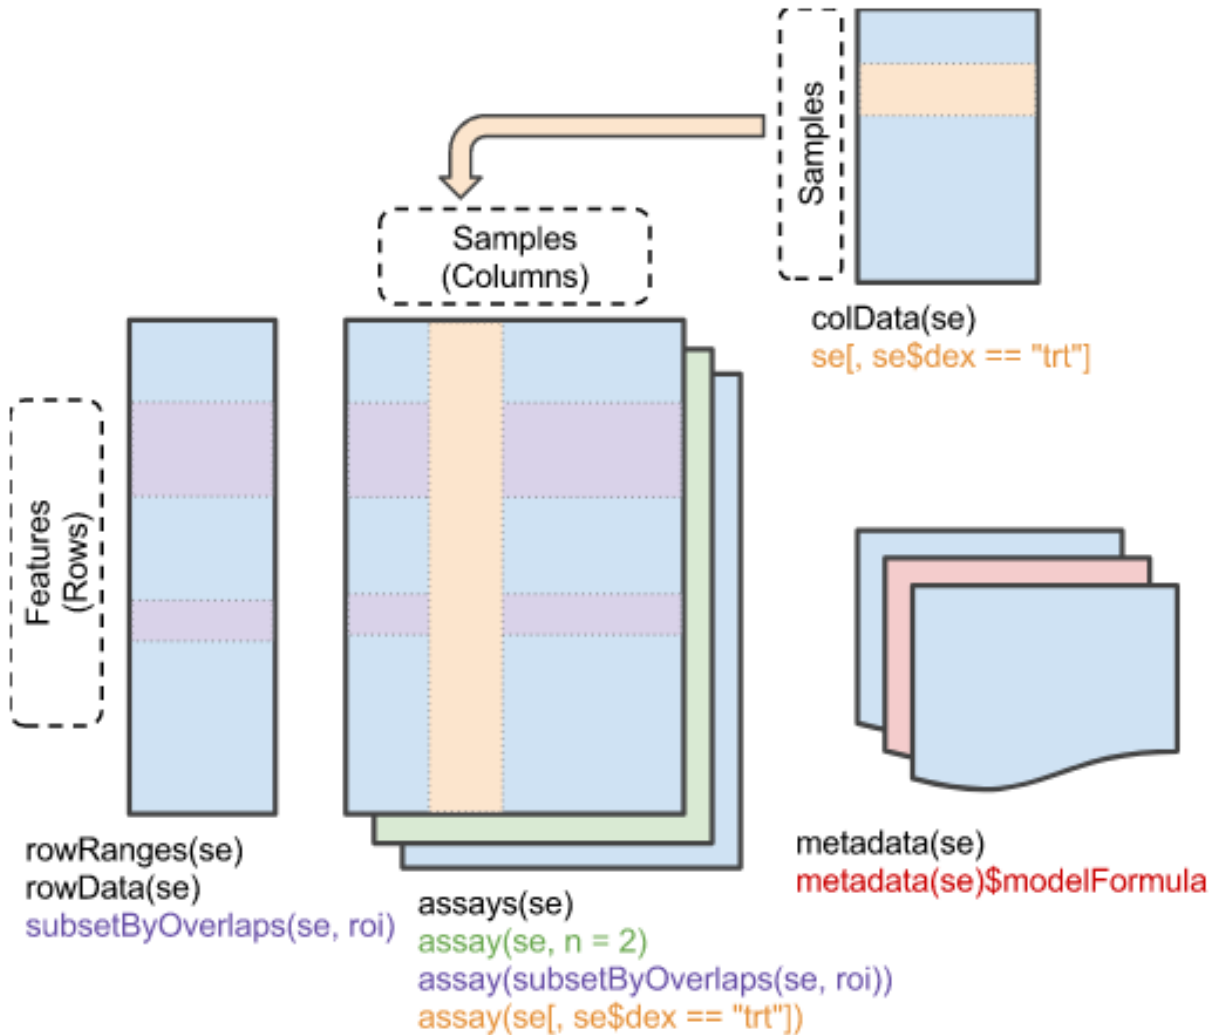 Samples
Samples
(Columns)
colData(se)
se[, se$dex == "trt"]
Features
(Rows)
rowRanges(se)
rowData(se)
subsetByOverlaps(se, roi)
assays(se)
assay(se, n = 2)
assay(subsetByOverlaps(se, roi))
assay(se[, se$dex == "trt"])
metadata(se)
metadata(se)$modelFormula